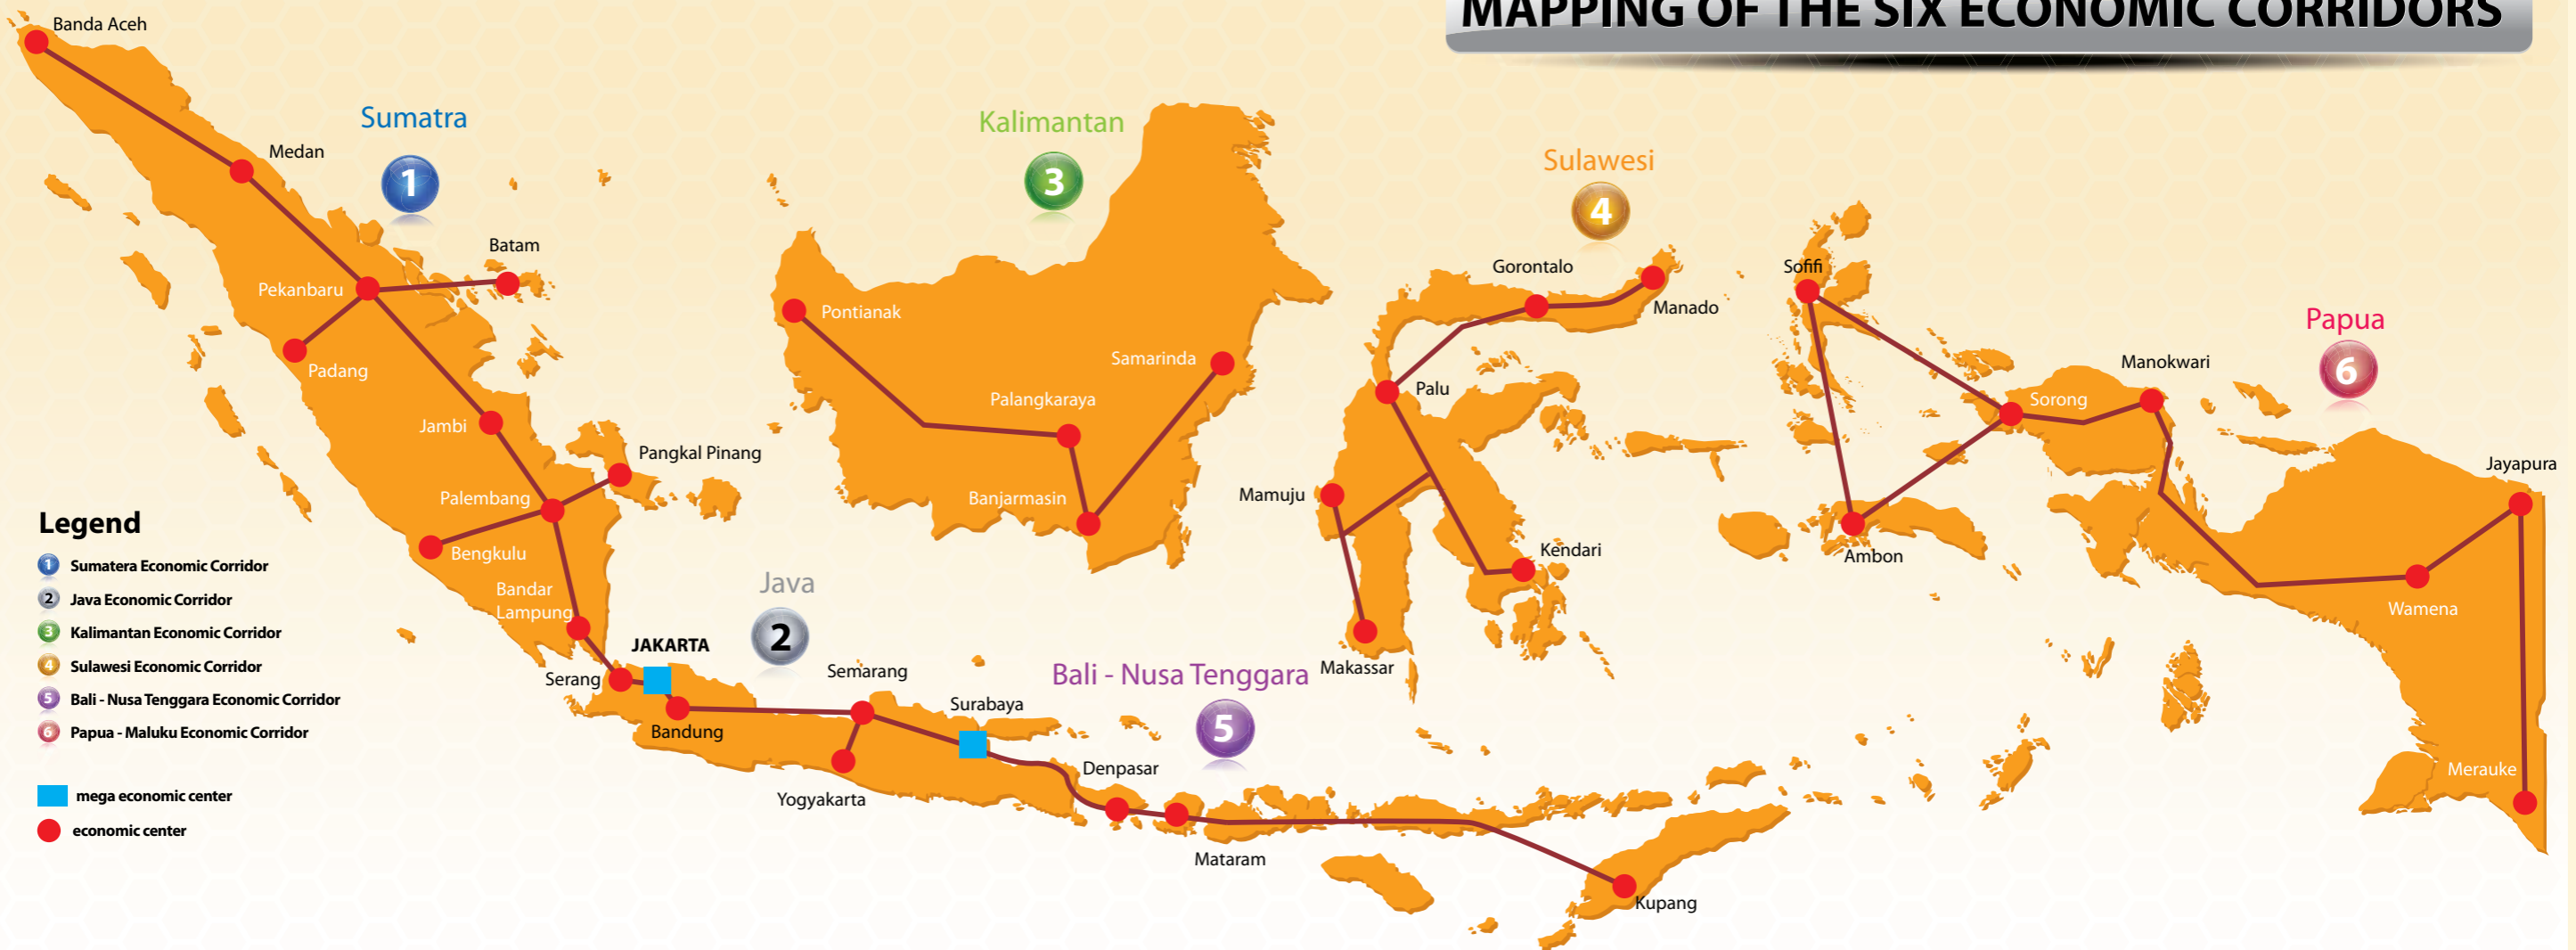 MAPPING OF THE SIX ECONOMIC CORRIDORS
Banda Aceh
Medan
Sumatra
1
Batam
Pekanbaru
Padang
Jambi
Pangkal Pinang
Palembang
Bengkulu
Bandar
Lampung
Kalimantan
3
Pontianak
Samarinda
Palangkaraya
Banjarmasin
Sulawesi
4
Gorontalo
Manado
Palu
Mamuju
Kendari
Makassar
Sofifi
Papua
6
Manokwari
Sorong
Jayapura
Ambon
Wamena
Merauke
Java
2
JAKARTA
Serang
Bandung
Semarang
Surabaya
Yogyakarta
Bali - Nusa Tenggara
5
Denpasar
Mataram
Kupang
Legend
1 Sumatera Economic Corridor
2 Java Economic Corridor
3 Kalimantan Economic Corridor
4 Sulawesi Economic Corridor
5 Bali - Nusa Tenggara Economic Corridor
6 Papua - Maluku Economic Corridor
mega economic center
economic center